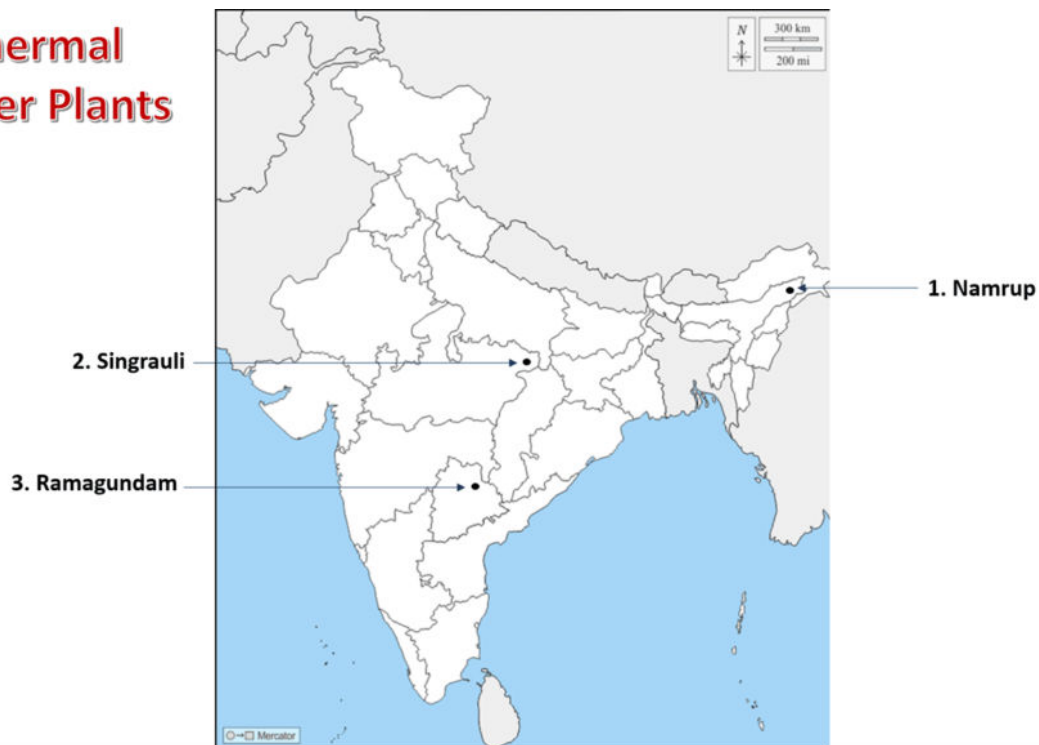 hermal
er Plants
N
300 km
200 mi
1. Namrup
2. Singrauli
3. Ramagundam
Mercator